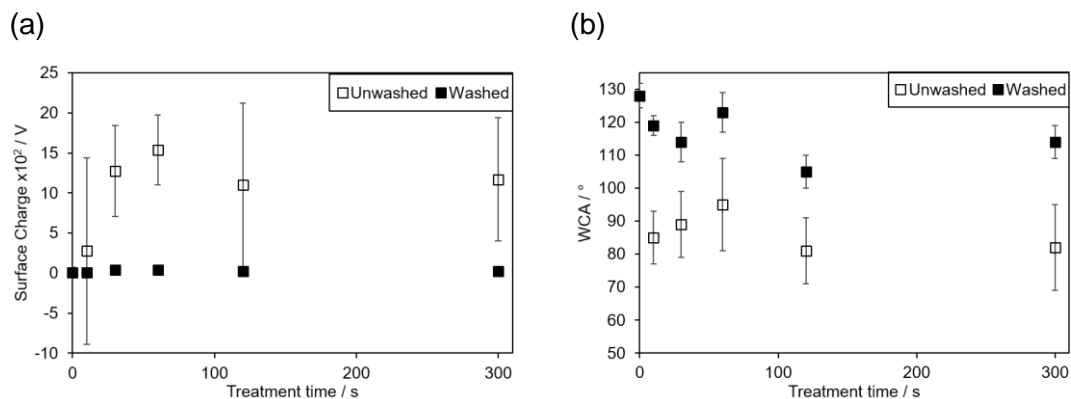 (a)
Surface Charge x10² / V
25
20
15
10
5
0
-5
-10
□ Unwashed ■ Washed
0 100 200 300
Treatment time / s
(b)
WCA / °
130
120
110
100
90
80
70
60
50
■ Washed
□ Unwashed
0 100 200 300
Treatment time / s